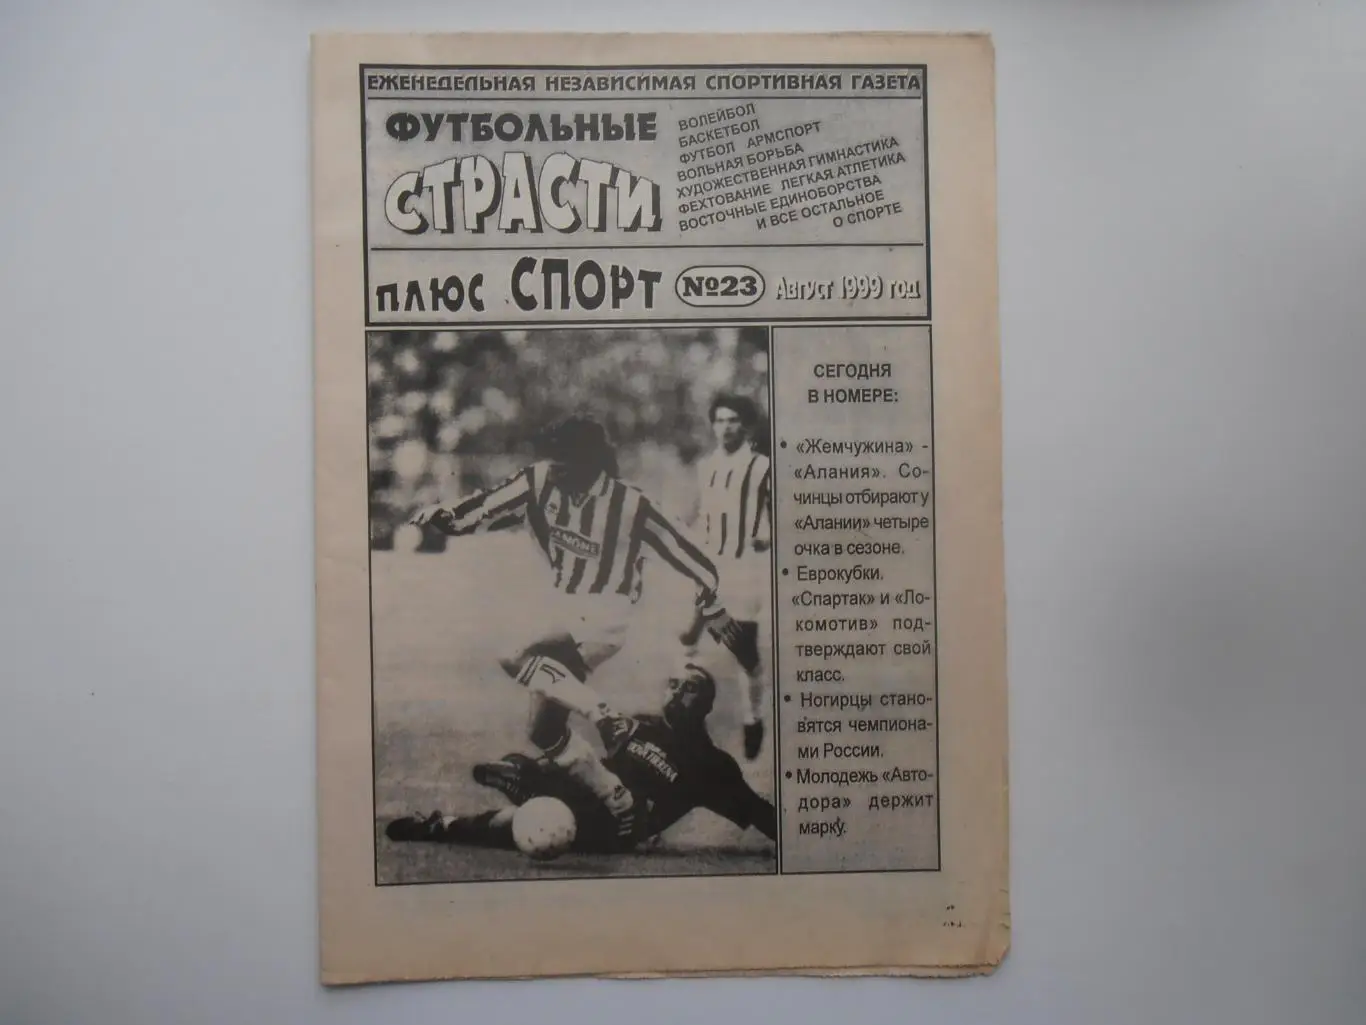 ЕЖЕНЕДЕЛЬНАЯ НЕЗАВИСИМАЯ СПОРТИВНАЯ ГАЗЕТА
ФУТБОЛЬНЫЕ
СТРАСТИ
ВОЛЕЙБОЛ
БАСКЕТБОЛ
ФУТБОЛ АРМСПОРТ
ВОЛЬНАЯ БОРЬБА
ХУДОЖЕСТВЕННАЯ ГИМНАСТИКА
ФЕХТОВАНИЕ ЛЕГКАЯ АТЛЕТИКА
ВОСТОЧНЫЕ ЕДИНОБОРСТВА
И ВСЕ ОСТАЛЬНОЕ
О СПОРТЕ
ПЛЮС СПОРТ №23 Август 1999 год
СЕГОДНЯ
В НОМЕРЕ:
• «Жемчужина» -
«Алания». Со-
чинцы отбирают у
«Алании» четыре
очка в сезоне.
• Еврокубки.
«Спартак» и «Ло-
комотив» под-
тверждают свой
класс.
• Ногирцы стано-
вятся чемпиона-
ми России.
• Молодежь «Авто-
дора» держит
марку.
DANONE